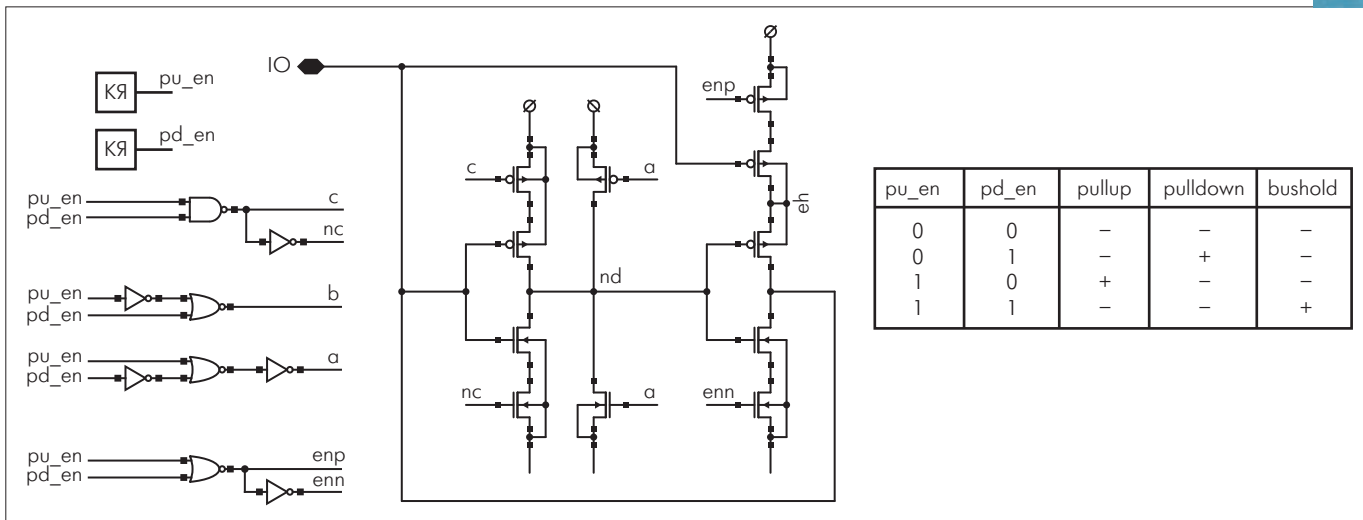 IO
КЯ
pu_en
КЯ
pd_en
pu_en
pd_en
c
nc
pu_en
pd_en
b
pu_en
pd_en
a
pu_en
pd_en
enp
enn
c
a
nd
nc
a
enp
eh
enn
pu_en pd_en pullup pulldown bushold
0 0 – – –
0 1 – + –
1 0 + – –
1 1 – – +